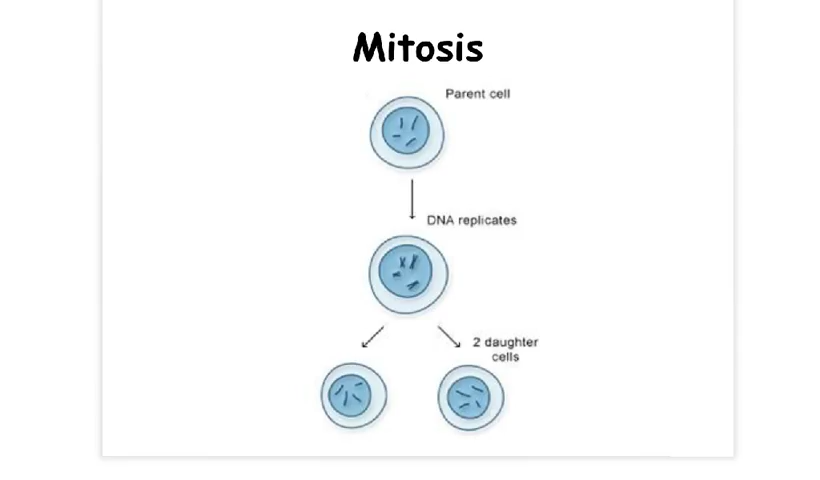 Mitosis
Parent cell
DNA replicates
2 daughter
cells